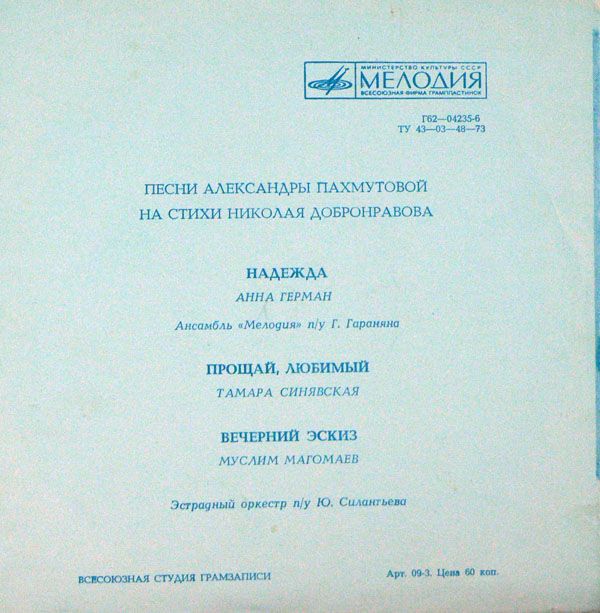 МИНИСТЕРСТВО КУЛЬТУРЫ СССР
МЕЛОДИЯ
ВСЕСОЮЗНАЯ ФИРМА ГРАМПЛАСТИНОК
Г62—04235-6
ТУ 43—03—48—73
ПЕСНИ АЛЕКСАНДРЫ ПАХМУТОВОЙ
НА СТИХИ НИКОЛАЯ ДОБРОНРАВОВА
НАДЕЖДА
АННА ГЕРМАН
Ансамбль «Мелодия» п/у Г. Гараняна
ПРОЩАЙ, ЛЮБИМЫЙ
ТАМАРА СИНЯВСКАЯ
ВЕЧЕРНИЙ ЭСКИЗ
МУСЛИМ МАГОМАЕВ
Эстрадный оркестр п/у Ю. Силантьева
ВСЕСОЮЗНАЯ СТУДИЯ ГРАМЗАПИСИ
Арт. 09-3. Цена 60 коп.